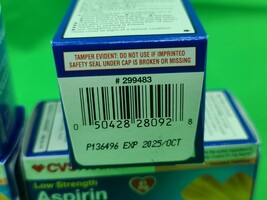 TAMPER EVIDENT: DO NOT USE IF IMPRINTED
SAFETY SEAL UNDER CAP IS BROKEN OR MISSING
# 299483
0 50428 28092 8
P136496 EXP 2025/OCT
CVS
Low Strength
Aspirin